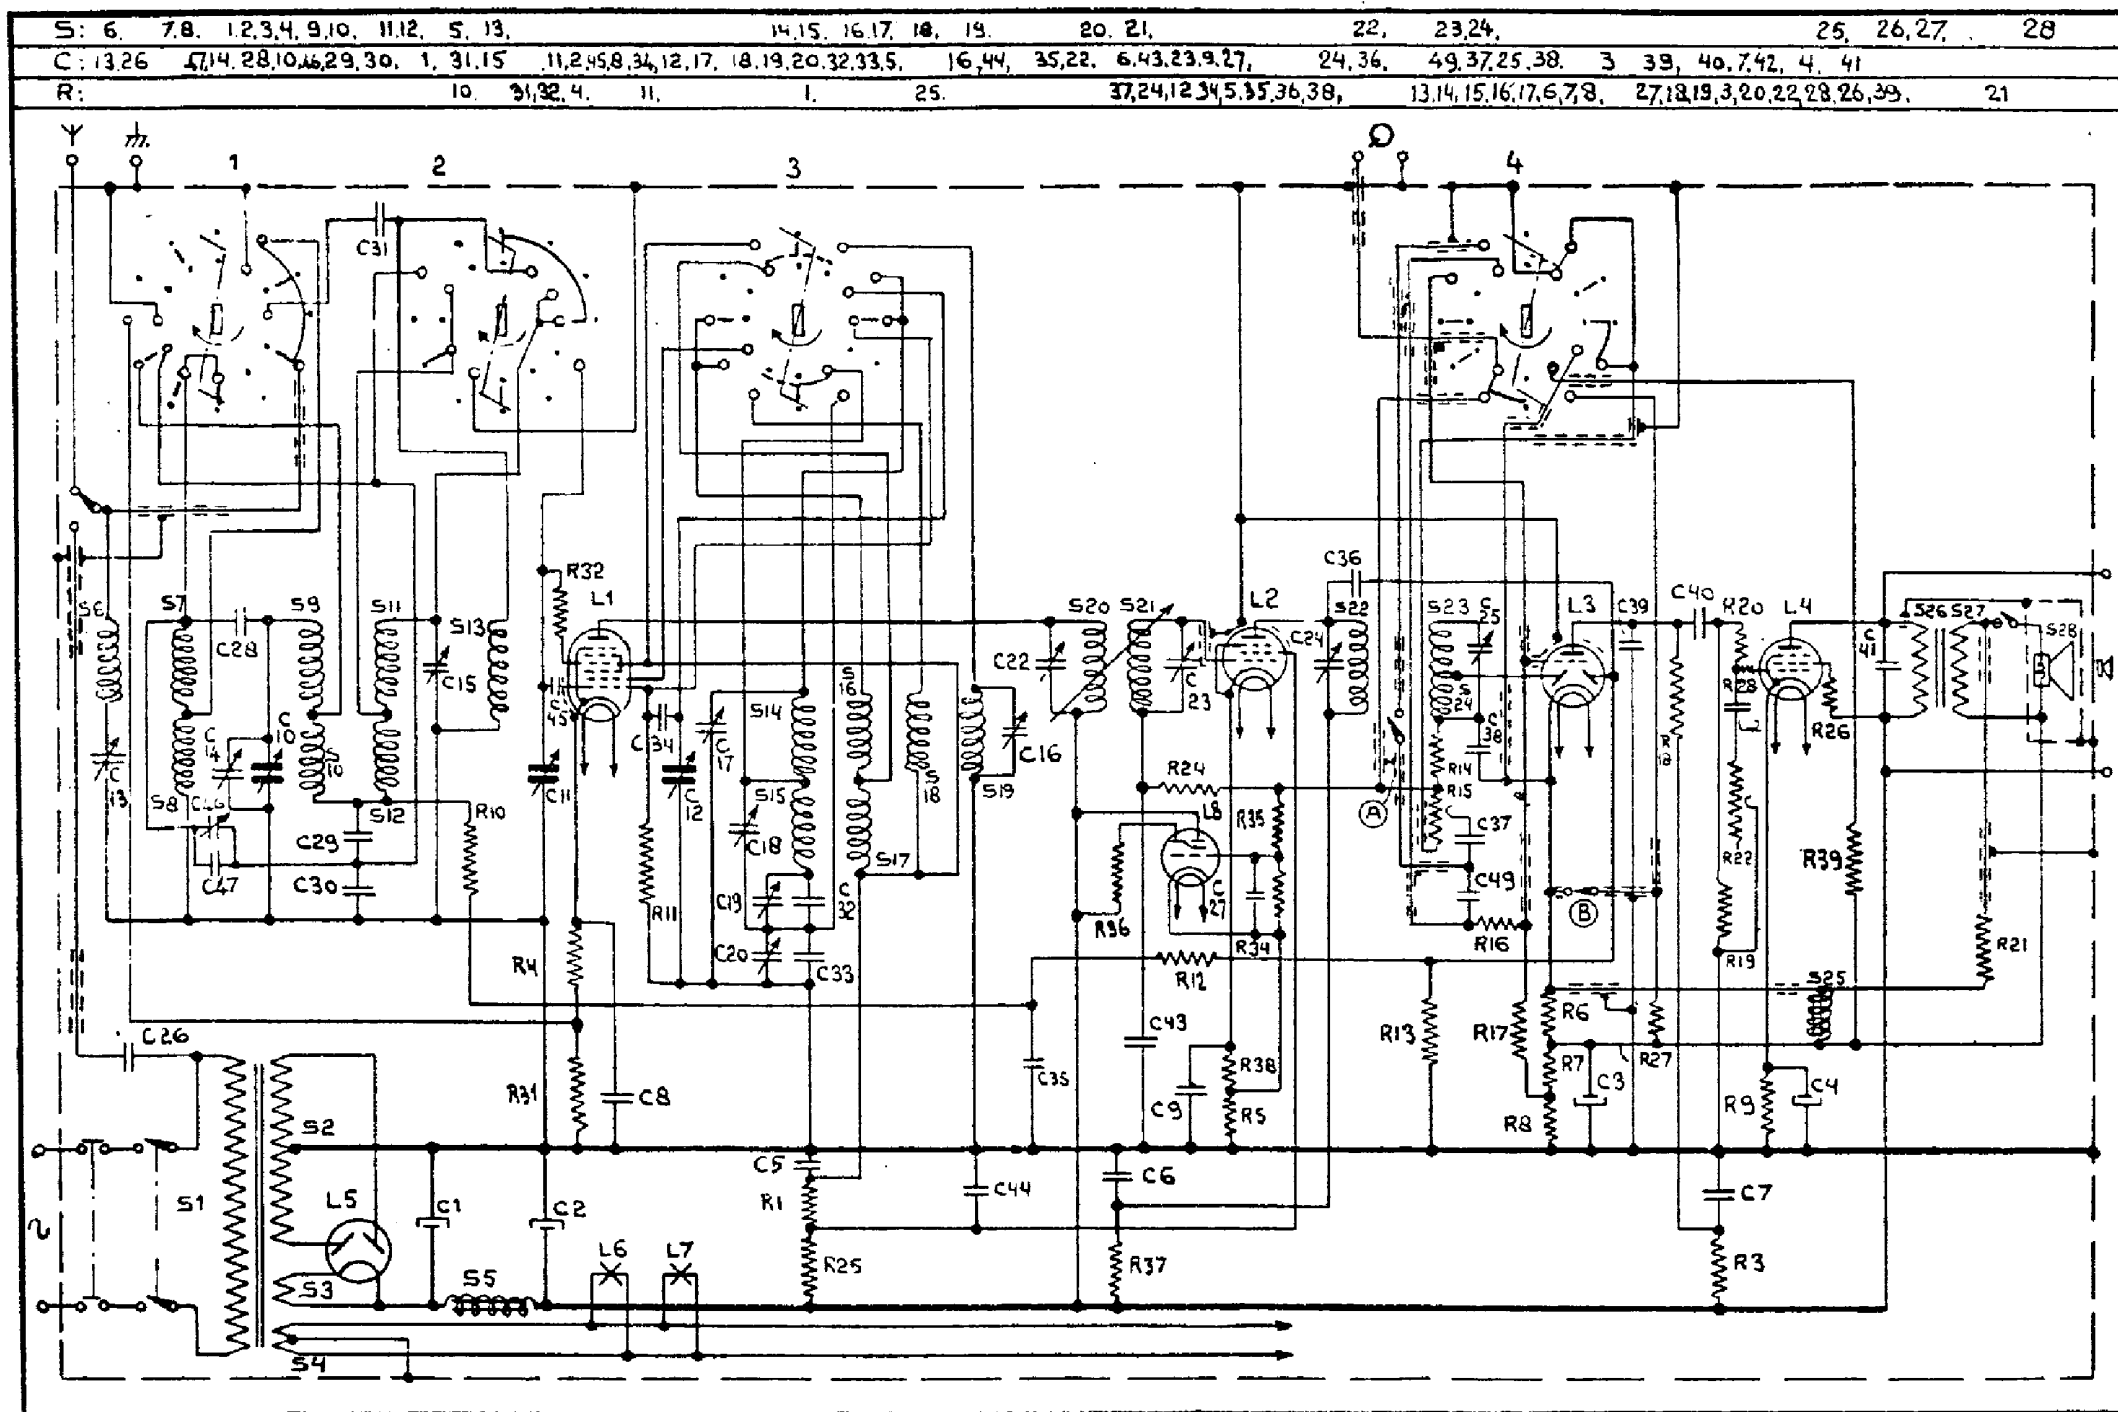 S: 6. 7.8. 1.2.3,4, 9,10, 11,12, 5, 13, 14,15, 16,17, 18, 19. 20. 21, 22, 23,24, 25, 26,27, 28
C: 13,26 14. 28,10, 29,30, 1, 31.15 11,2,45,8,34,12,17, 18,19,20,32,33,5. 16,44, 35,22. 6,43,23,9,27, 24,36, 49,37,25,38. 3 39, 40,7,42, 4, 41
R: 10. 31,32,4. 11. 1. 25. 37,24,12,34,5,35,36,38, 13,14,15,16,17,6,7,8, 27,18,19,3,20,22,28,26,39. 21
1 2 3 4
C31
R32 L1 C36 L2 L3 C39 C40 R20 L4
S6 S7 C28 S9 S11 S13 S20 S21 S22 S23 C25 S26 S27 S28
C15 C45 C22 C23 C24 C41
C34 S14 S16 S24 R28 R26
C13 S8 C14 C10 S10 S12 C11 C12 C17 S15 S18 S19 C16 R24 C38 R14
C46 R10 C18 L8 R35 A R15 C37
C29 S17 R22 R39
C47 C30 R11 C19 C32 R36 C27 C49 B
R4 C20 C33 R12 R34 R16 R19 R21
S25
C26 C43 R13 R17 R6
R31 C8 C35 R38 R7 C3 R27
C9 R5 R8 R9 C4
S2
S1 L5 C1 C2 C5 R1 C44 C6 C7
S3 S5 L6 L7 R25 R37 R3
S4